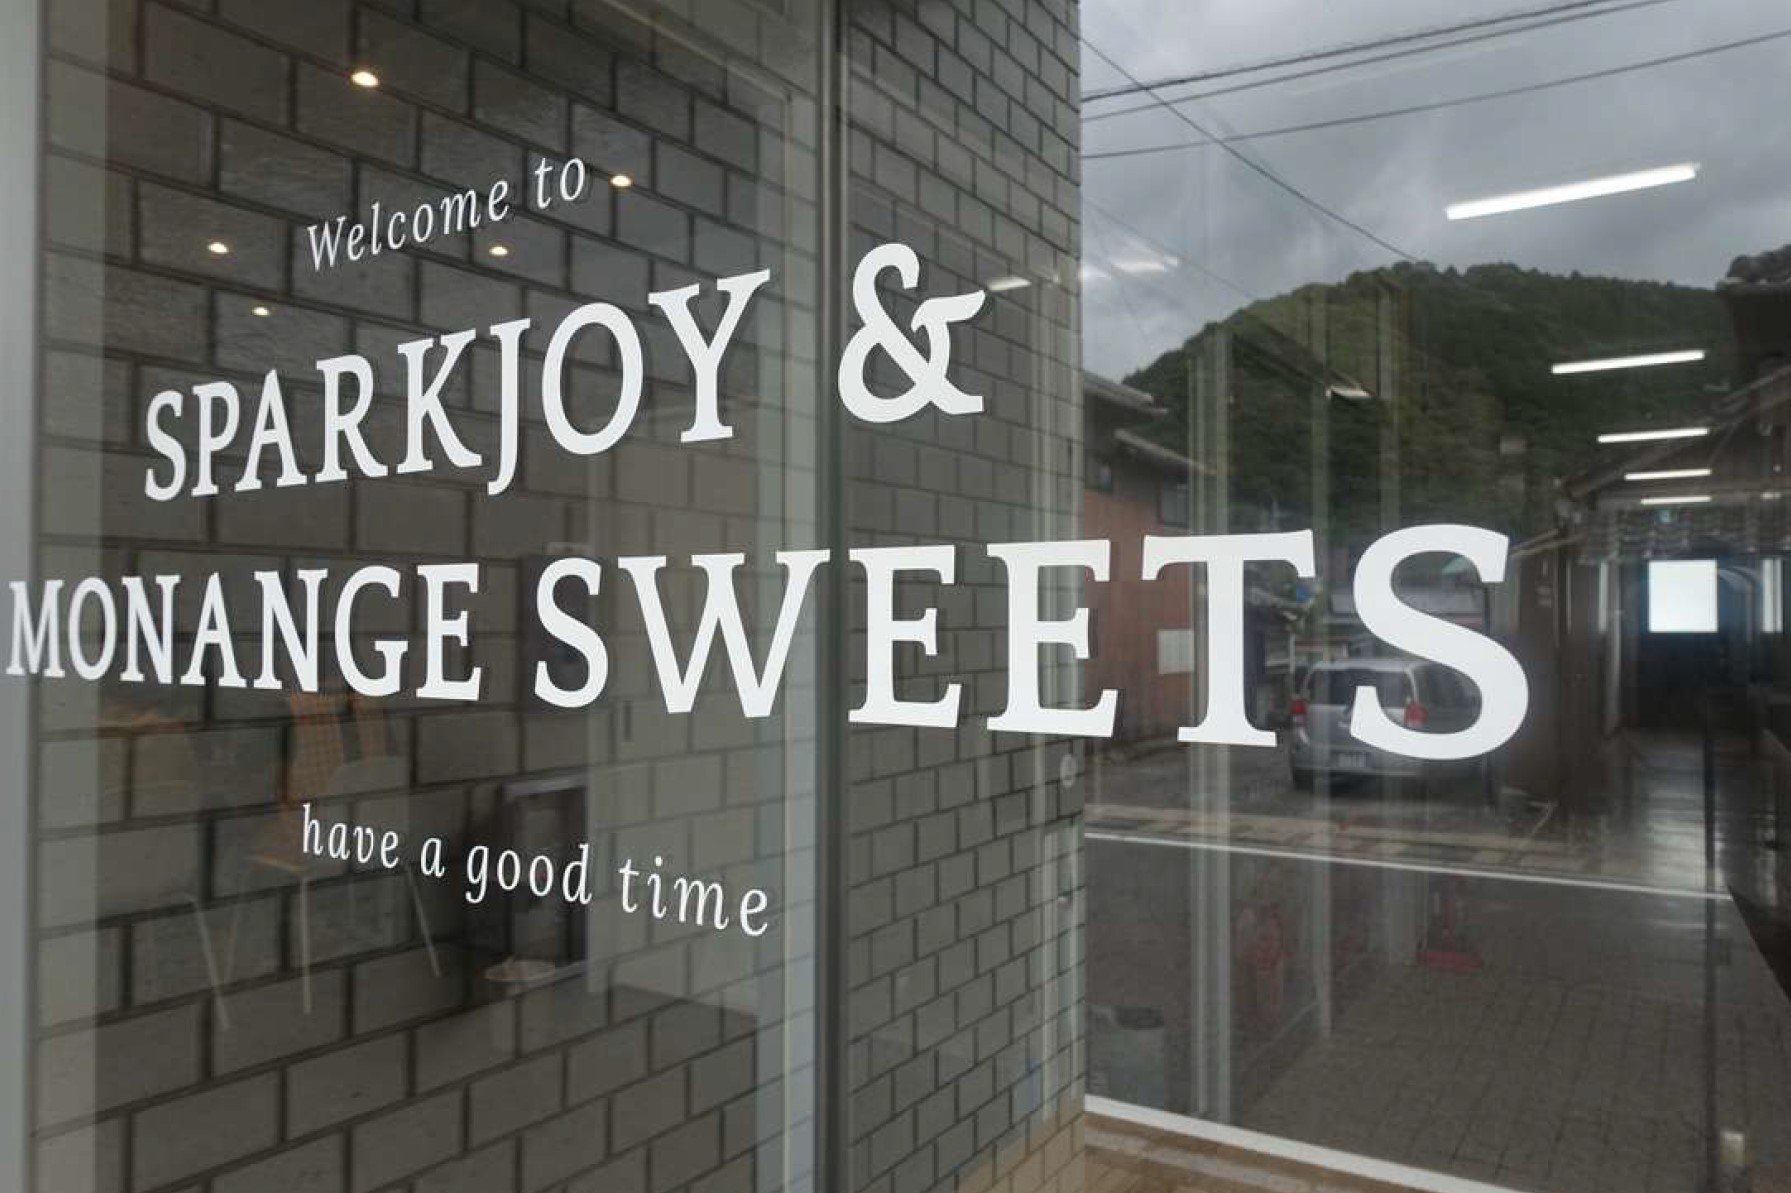 Welcome to
SPARKJOY &
MONANGE SWEETS
have a good time